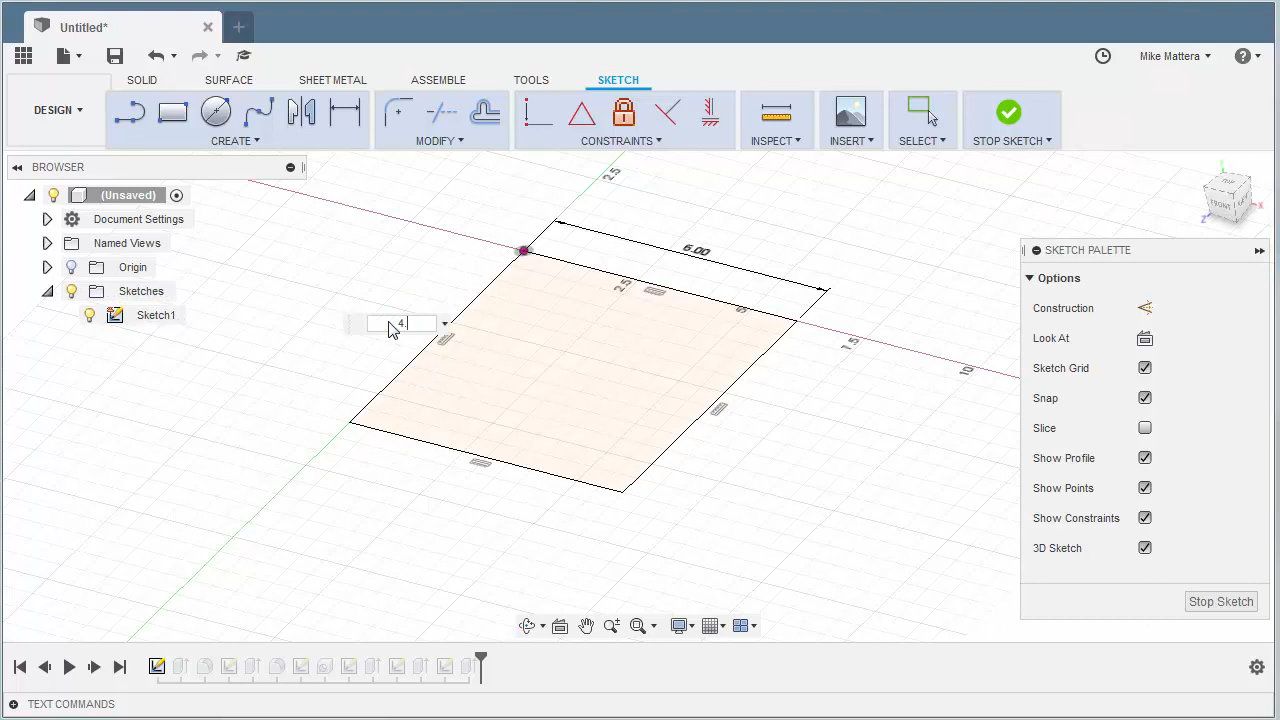 Untitled*
Mike Mattera
SOLID
SURFACE
SHEET METAL
ASSEMBLE
TOOLS
SKETCH
DESIGN
CREATE
MODIFY
CONSTRAINTS
INSPECT
INSERT
SELECT
STOP SKETCH
BROWSER
(Unsaved)
Document Settings
Named Views
Origin
Sketches
Sketch1
2.5
6.00
2.5
5
7.5
10
4.
Y
X
Z
FRONT
SKETCH PALETTE
Options
Construction
Look At
Sketch Grid
Snap
Slice
Show Profile
Show Points
Show Constraints
3D Sketch
Stop Sketch
TEXT COMMANDS